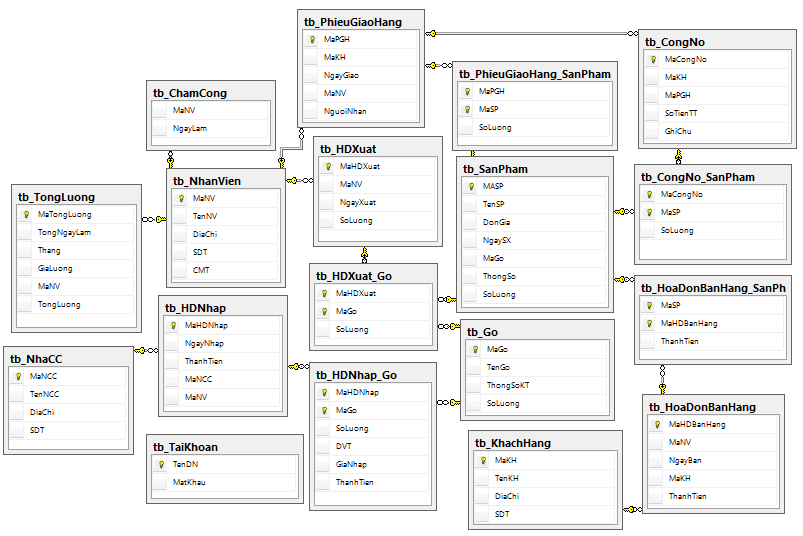 tb_PhieuGiaoHang
MaPGH
MaKH
NgayGiao
MaNV
NguoiNhan
tb_CongNo
MaCongNo
MaKH
MaPGH
SoTienTT
GhiChu
tb_PhieuGiaoHang_SanPham
MaPGH
MaSP
SoLuong
tb_ChamCong
MaNV
NgayLam
tb_HDXuat
MaHDXuat
MaNV
NgayXuat
SoLuong
tb_SanPham
MASP
TenSP
DonGia
NgaySX
MaGo
ThongSo
SoLuong
tb_CongNo_SanPham
MaCongNo
MaSP
SoLuong
tb_NhanVien
MaNV
TenNV
DiaChi
SDT
CMT
tb_TongLuong
MaTongLuong
TongNgayLam
Thang
GiaLuong
MaNV
TongLuong
tb_HDXuat_Go
MaHDXuat
MaGo
SoLuong
tb_HoaDonBanHang_SanPh
MaSP
MaHDBanHang
ThanhTien
tb_HDNhap
MaHDNhap
NgayNhap
ThanhTien
MaNCC
MaNV
tb_Go
MaGo
TenGo
ThongSoKT
SoLuong
tb_NhaCC
MaNCC
TenNCC
DiaChi
SDT
tb_HDNhap_Go
MaHDNhap
MaGo
SoLuong
DVT
GiaNhap
ThanhTien
tb_HoaDonBanHang
MaHDBanHang
MaNV
NgayBan
MaKH
ThanhTien
tb_TaiKhoan
TenDN
MatKhau
tb_KhachHang
MaKH
TenKH
DiaChi
SDT